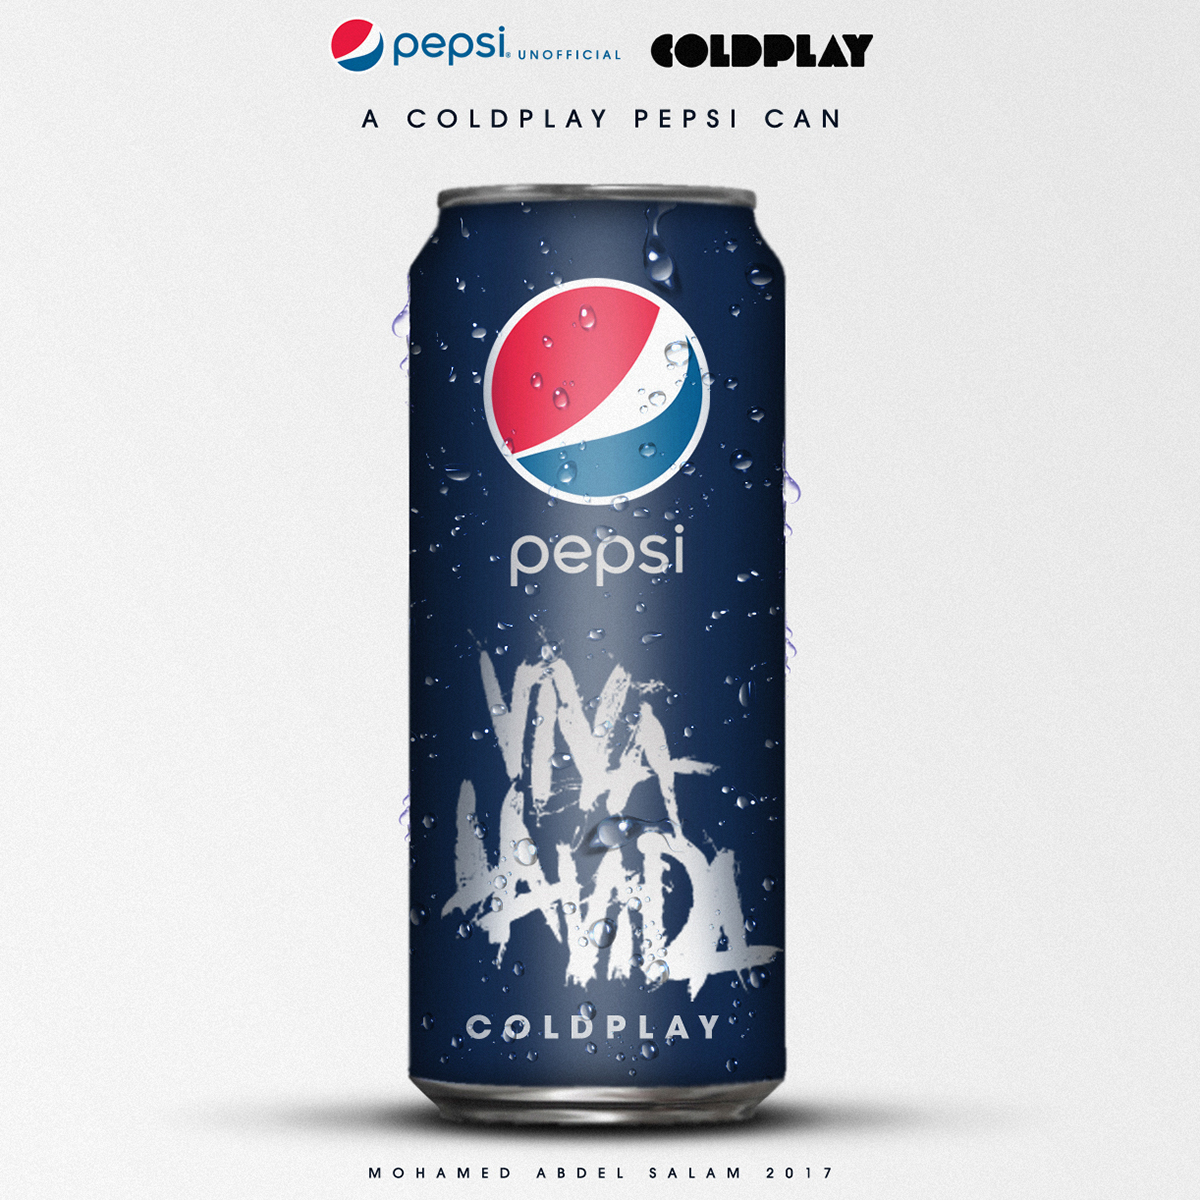 pepsi® UNOFFICIAL COLDPLAY
A COLDPLAY PEPSI CAN
pepsi
VIVA
LA VIDA
COLDPLAY
MOHAMED ABDEL SALAM 2017